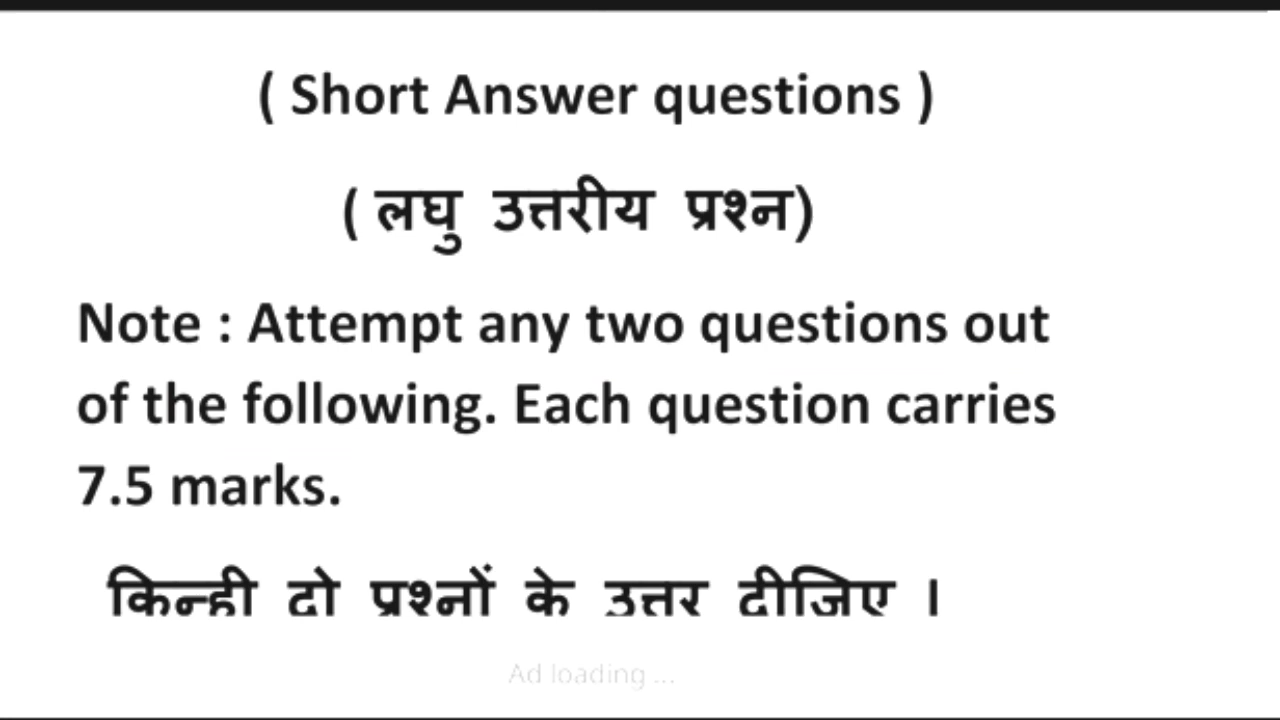 ( Short Answer questions )
( लघु उत्तरीय प्रश्न)
Note : Attempt any two questions out
of the following. Each question carries
7.5 marks.
किन्ही दो प्रश्नों के उत्तर दीजिए ।
Ad loading ...